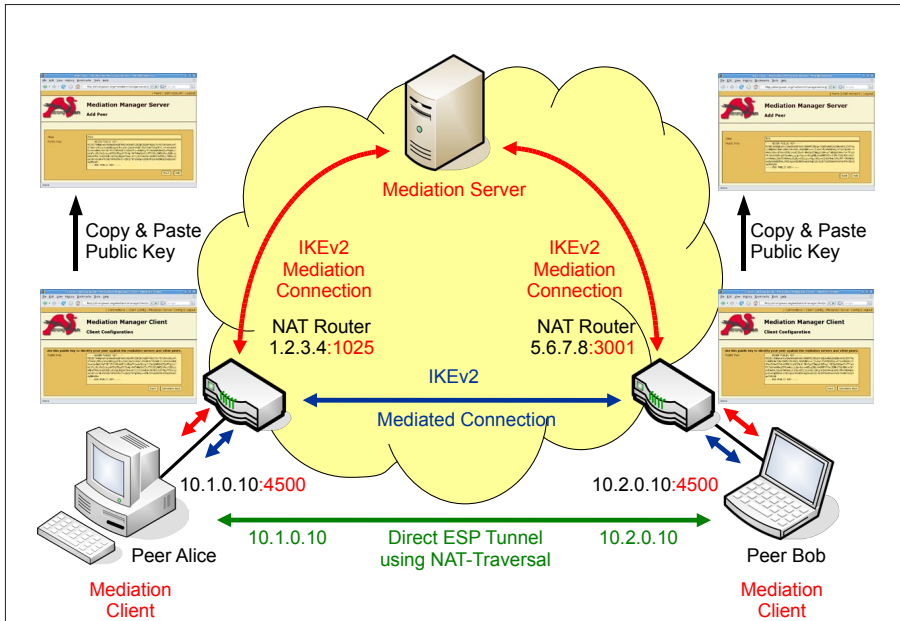 Mediation Manager Server
Add Peer
Mediation Manager Server
Add Peer
Mediation Server
Copy & Paste
Public Key
Copy & Paste
Public Key
IKEv2
Mediation
Connection
IKEv2
Mediation
Connection
Mediation Manager Client
Client Configuration
Mediation Manager Client
Client Configuration
NAT Router
1.2.3.4:1025
NAT Router
5.6.7.8:3001
IKEv2
Mediated Connection
10.1.0.10:4500
10.2.0.10:4500
10.1.0.10
Direct ESP Tunnel
using NAT-Traversal
10.2.0.10
Peer Alice
Peer Bob
Mediation
Client
Mediation
Client